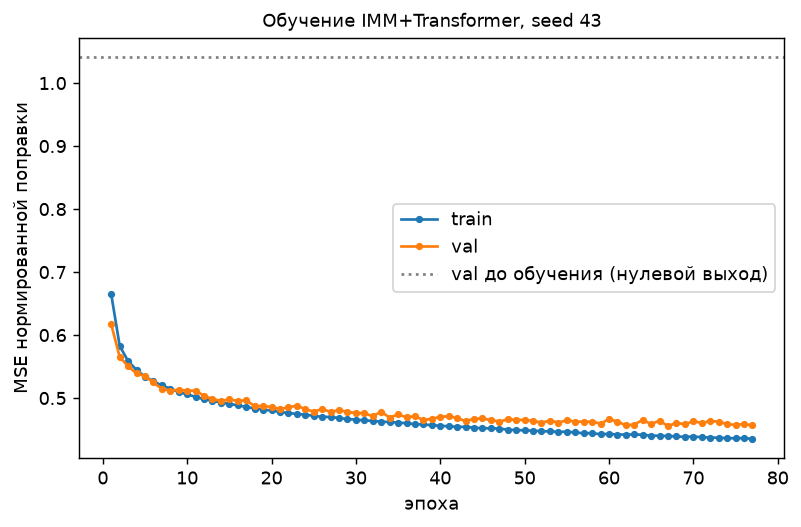 Обучение IMM+Transformer, seed 43
MSE нормированной поправки
1.0
0.9
0.8
0.7
0.6
0.5
train
val
val до обучения (нулевой выход)
0 10 20 30 40 50 60 70 80
эпоха